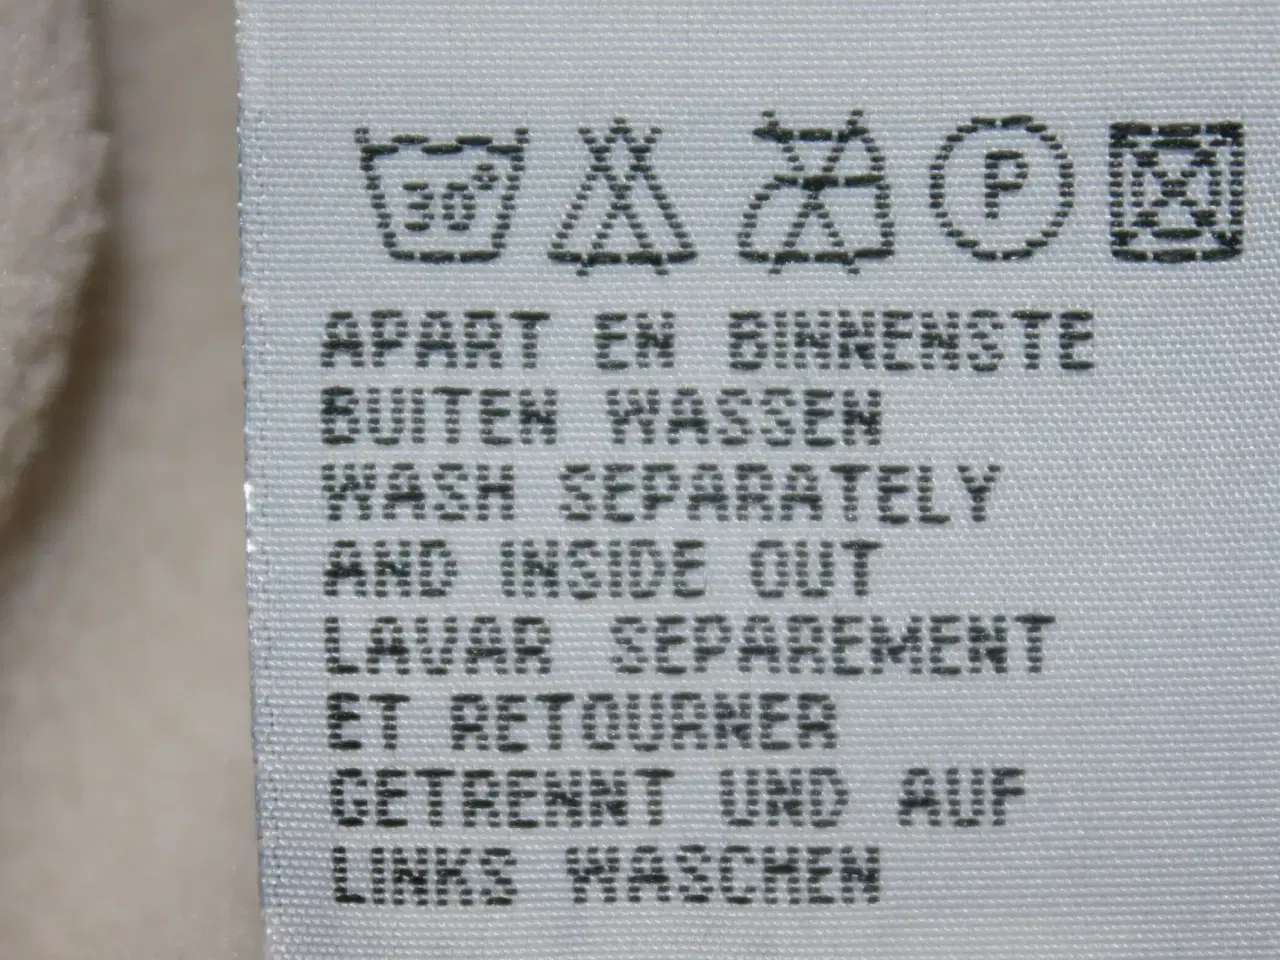 30°
P
APART EN BINNENSTE
BUITEN WASSEN
WASH SEPARATELY
AND INSIDE OUT
LAVAR SEPAREMENT
ET RETOURNER
GETRENNT UND AUF
LINKS WASCHEN